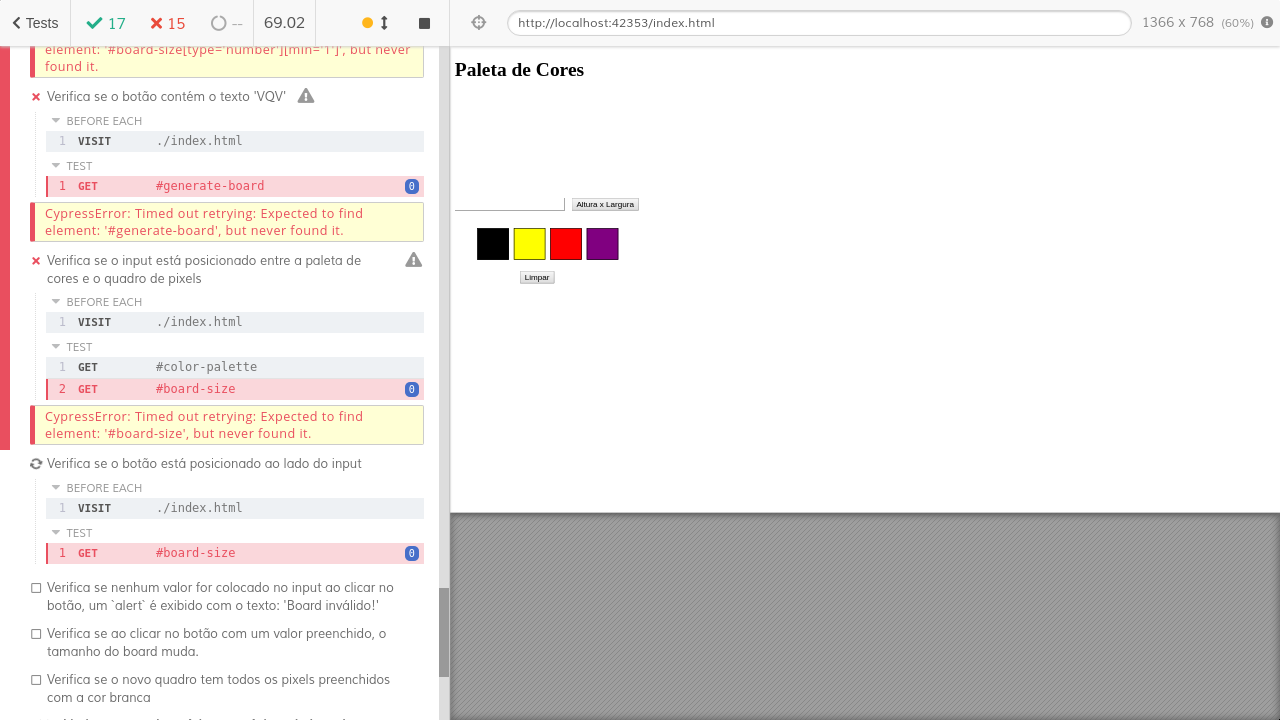 Tests
17
15
--
69.02
http://localhost:42353/index.html
1366 x 768 (60%)
element: '#board-size[type='number'][min='1']', but never
found it.
Verifica se o botão contém o texto 'VQV'
BEFORE EACH
1 VISIT ./index.html
TEST
1 GET #generate-board 0
CypressError: Timed out retrying: Expected to find
element: '#generate-board', but never found it.
Verifica se o input está posicionado entre a paleta de
cores e o quadro de pixels
BEFORE EACH
1 VISIT ./index.html
TEST
1 GET #color-palette
2 GET #board-size 0
CypressError: Timed out retrying: Expected to find
element: '#board-size', but never found it.
Verifica se o botão está posicionado ao lado do input
BEFORE EACH
1 VISIT ./index.html
TEST
1 GET #board-size 0
Verifica se nenhum valor for colocado no input ao clicar no
botão, um `alert` é exibido com o texto: 'Board inválido!'
Verifica se ao clicar no botão com um valor preenchido, o
tamanho do board muda.
Verifica se o novo quadro tem todos os pixels preenchidos
com a cor branca
Paleta de Cores
Altura x Largura
Limpar